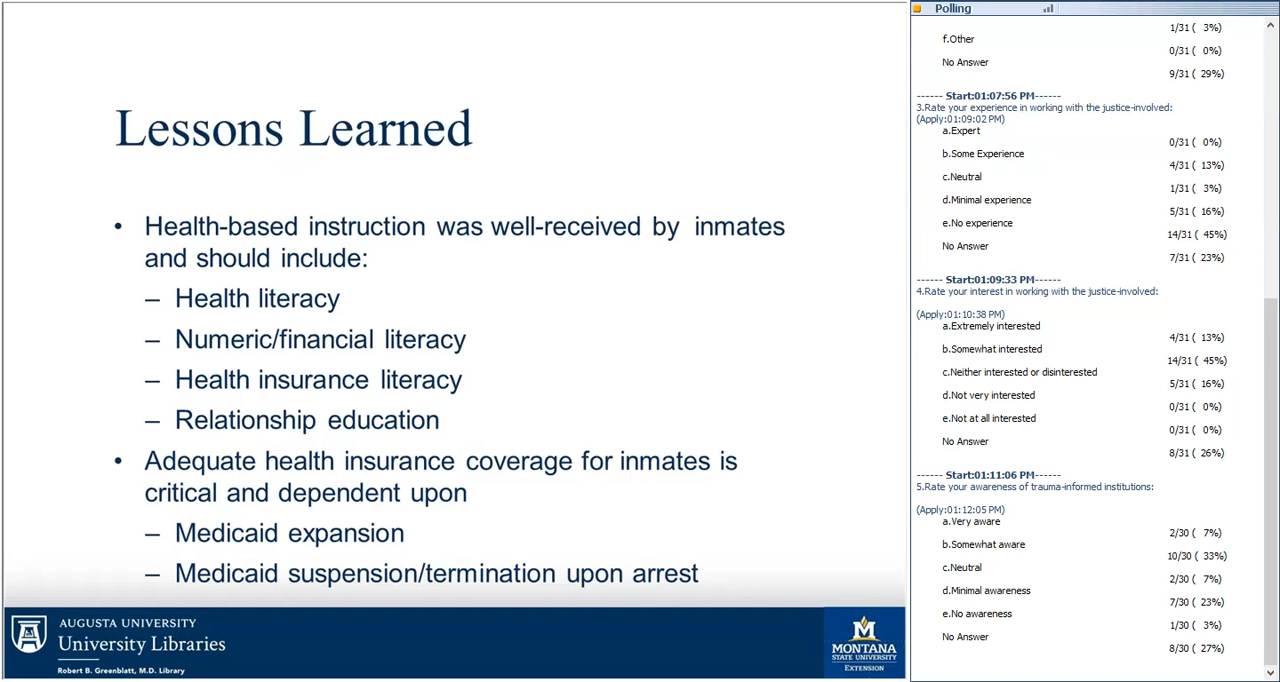 Lessons Learned
• Health-based instruction was well-received by inmates
and should include:
– Health literacy
– Numeric/financial literacy
– Health insurance literacy
– Relationship education
• Adequate health insurance coverage for inmates is
critical and dependent upon
– Medicaid expansion
– Medicaid suspension/termination upon arrest
AUGUSTA UNIVERSITY
University Libraries
Robert B. Greenblatt, M.D. Library
M
MONTANA
STATE UNIVERSITY
EXTENSION
Polling
1/31 ( 3%)
f.Other
0/31 ( 0%)
No Answer
9/31 ( 29%)
------ Start:01:07:56 PM------
3.Rate your experience in working with the justice-involved:
(Apply:01:09:02 PM)
a.Expert
0/31 ( 0%)
b.Some Experience
4/31 ( 13%)
c.Neutral
1/31 ( 3%)
d.Minimal experience
5/31 ( 16%)
e.No experience
14/31 ( 45%)
No Answer
7/31 ( 23%)
------ Start:01:09:33 PM------
4.Rate your interest in working with the justice-involved:
(Apply:01:10:38 PM)
a.Extremely interested
4/31 ( 13%)
b.Somewhat interested
14/31 ( 45%)
c.Neither interested or disinterested
5/31 ( 16%)
d.Not very interested
0/31 ( 0%)
e.Not at all interested
0/31 ( 0%)
No Answer
8/31 ( 26%)
------ Start:01:11:06 PM------
5.Rate your awareness of trauma-informed institutions:
(Apply:01:12:05 PM)
a.Very aware
2/30 ( 7%)
b.Somewhat aware
10/30 ( 33%)
c.Neutral
2/30 ( 7%)
d.Minimal awareness
7/30 ( 23%)
e.No awareness
1/30 ( 3%)
No Answer
8/30 ( 27%)